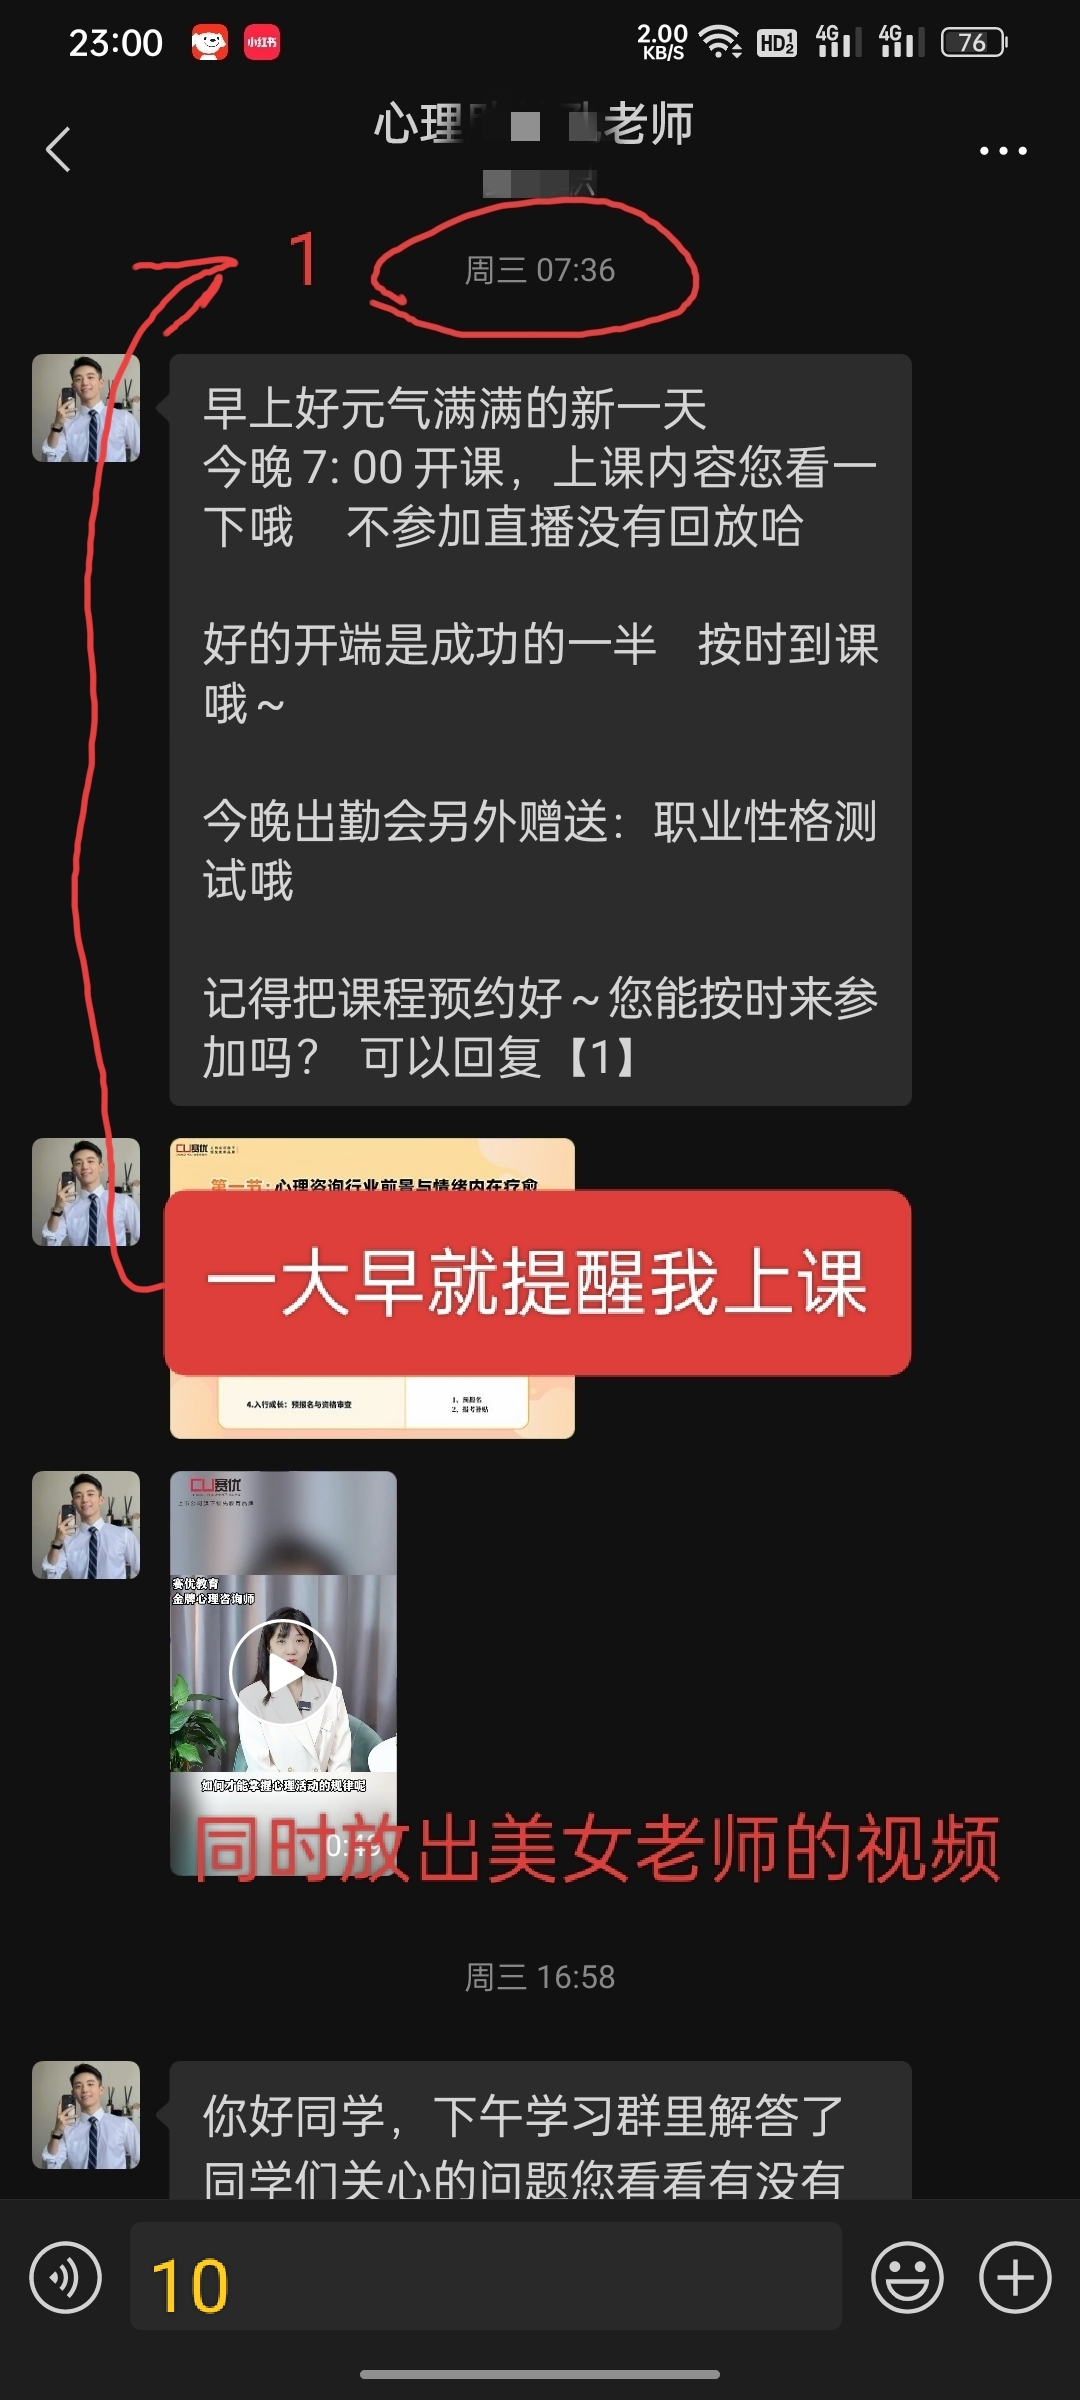 23:00
小红书
2.00
KB/S
HD 1 2
4G
4G
76
心理
老师
1
周三 07:36
早上好元气满满的新一天
今晚 7: 00 开课，上课内容您看一
下哦 不参加直播没有回放哈
好的开端是成功的一半 按时到课
哦～
今晚出勤会另外赠送：职业性格测
试哦
记得把课程预约好～您能按时来参
加吗？ 可以回复【1】
赛优
第一节：心理咨询行业前景与情绪内在疗愈
一大早就提醒我上课
4.入行成长：预报名与资格审查
1、预报名
2、报考补贴
赛优
赛优教育
金牌心理咨询师
如何才能掌握心理活动的规律呢
0:49
同时放出美女老师的视频
周三 16:58
你好同学，下午学习群里解答了
同学们关心的问题您看看有没有
10